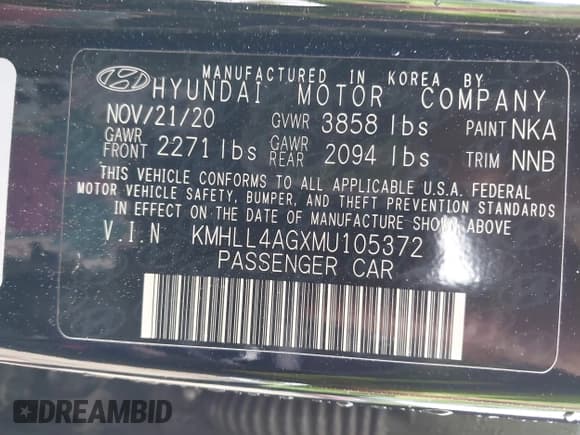 MANUFACTURED IN KOREA BY
HYUNDAI MOTOR COMPANY
NOV/21/20 GVWR 3858 lbs PAINT NKA
GAWR FRONT 2271 lbs GAWR REAR 2094 lbs TRIM NNB
THIS VEHICLE CONFORMS TO ALL APPLICABLE U.S.A. FEDERAL
MOTOR VEHICLE SAFETY, BUMPER, AND THEFT PREVENTION STANDARDS
IN EFFECT ON THE DATE OF MANUFACTURE SHOWN ABOVE
V.I.N KMHLL4AGXMU105372
PASSENGER CAR
DREAMBID